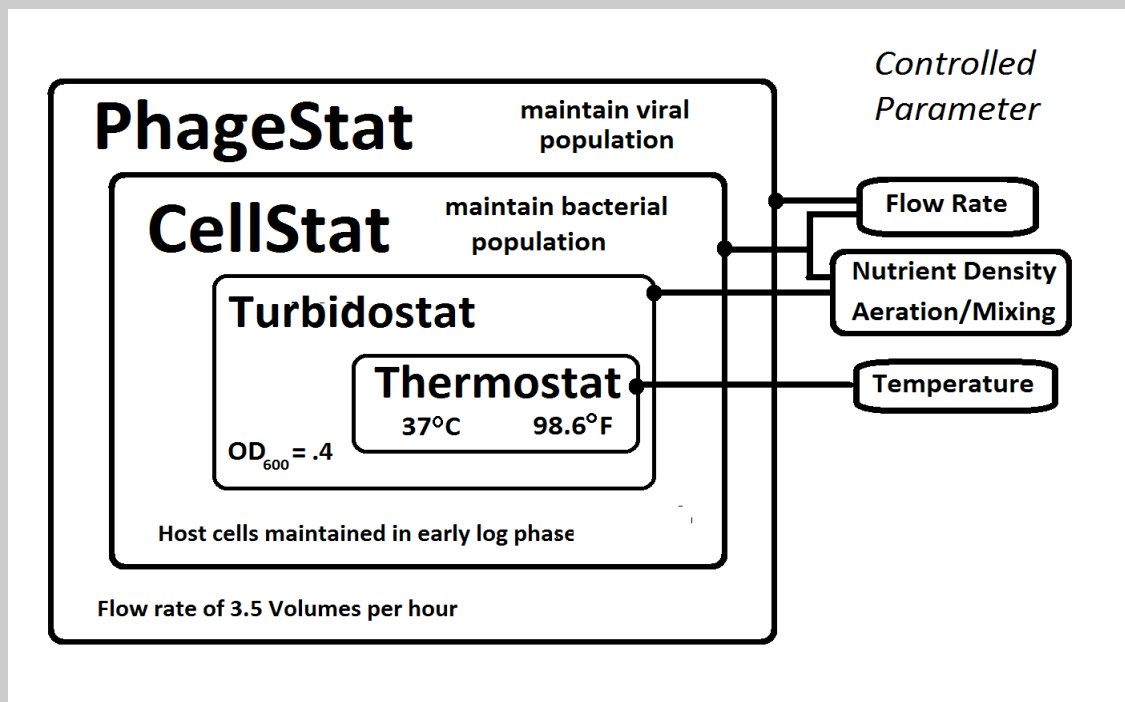 Controlled
Parameter
PhageStat
maintain viral
population
CellStat
maintain bacterial
population
Turbidostat
Thermostat
37°C 98.6°F
OD600 = .4
Host cells maintained in early log phase
Flow rate of 3.5 Volumes per hour
Flow Rate
Nutrient Density
Aeration/Mixing
Temperature